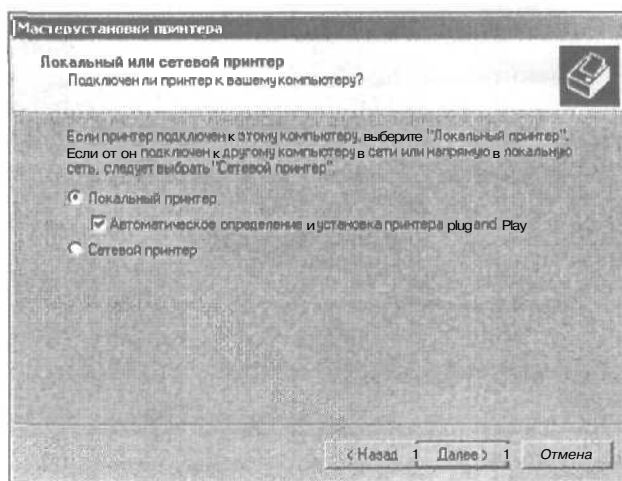 Мастерустановки принтера
Локальный или сетевой принтер
Подключен ли принтер к вашему компьютеру?
Если принтер подключен к этому компьютеру, выберите "Локальный принтер".
Если от он подключен к другому компьютеру в сети или напрямую в локальную
сеть, следует выбрать "Сетевой принтер".
Локальный принтер
Автоматическое определение и установка принтера plug and Play
Сетевой принтер
< Назад 1 Далее > 1 Отмена